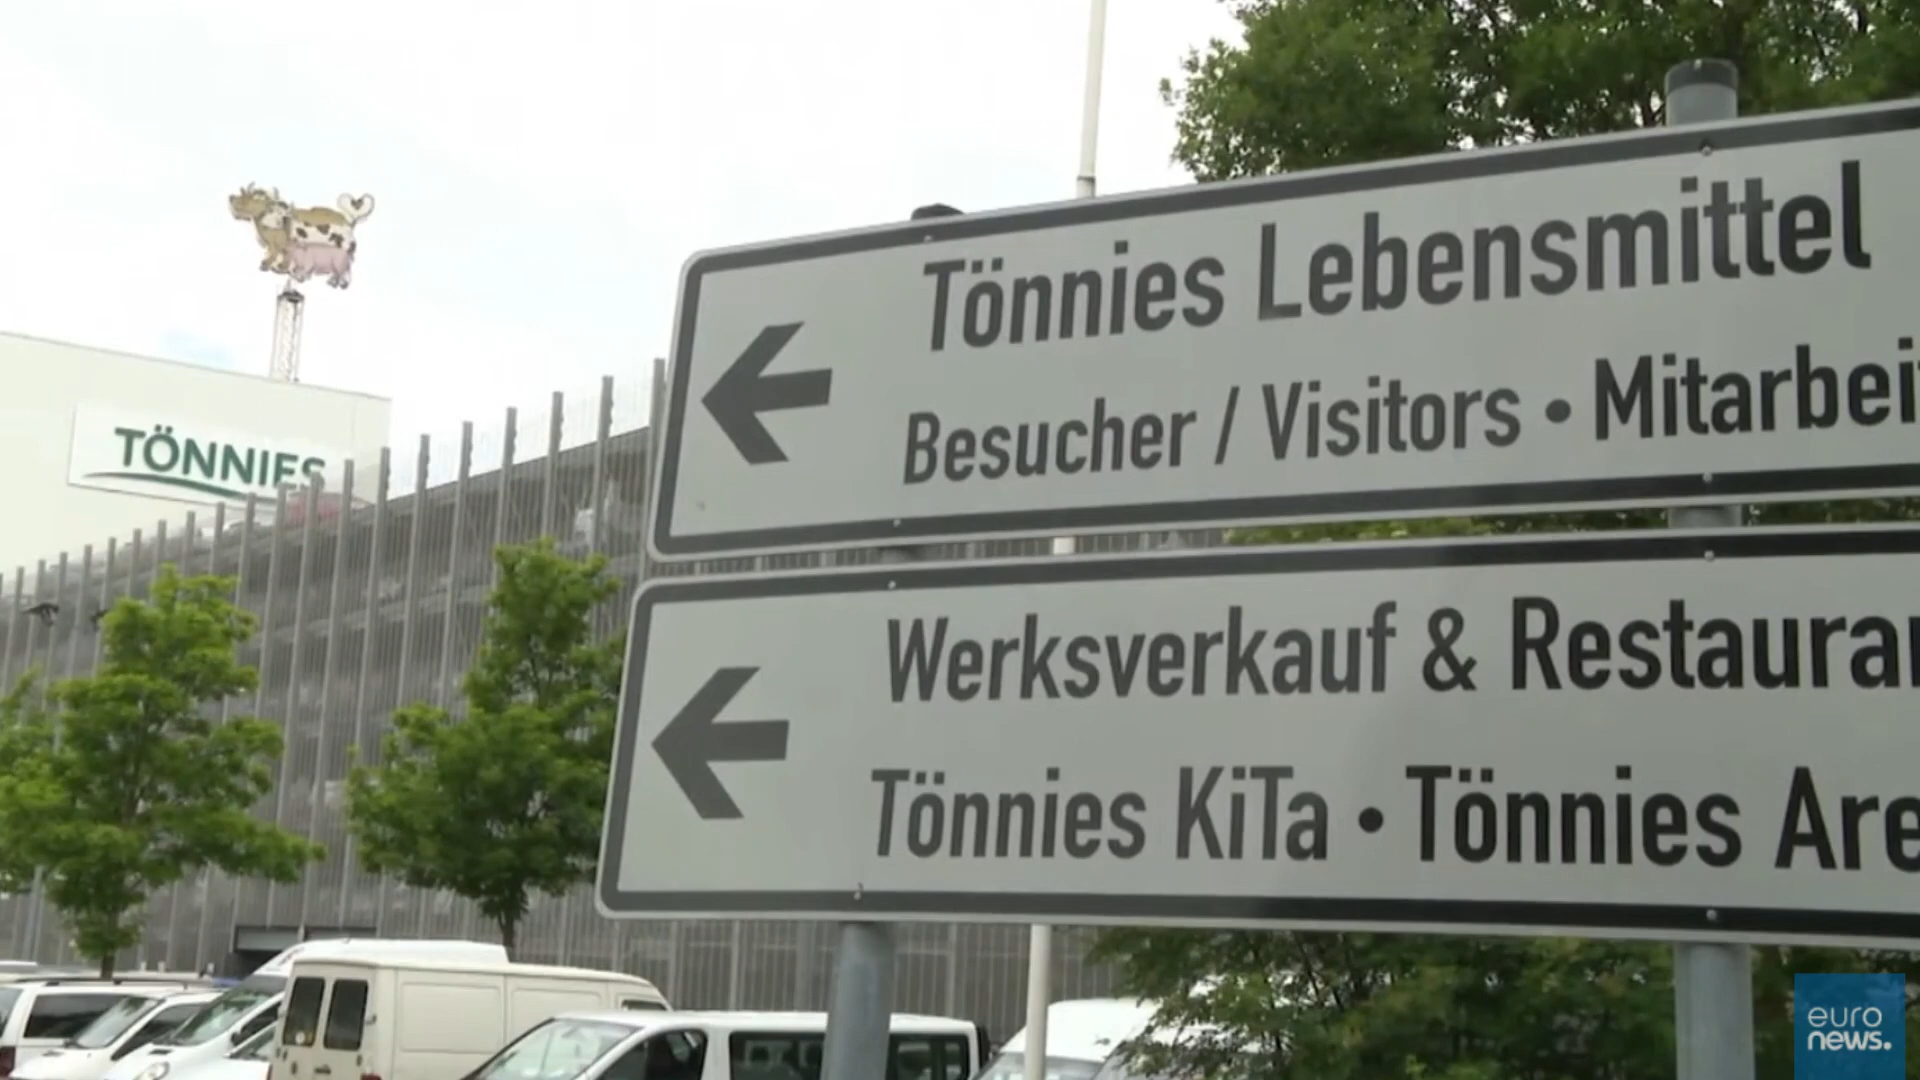 TÖNNIES
Tönnies Lebensmittel
Besucher / Visitors • Mitarbei
Werksverkauf & Restaura
Tönnies KiTa • Tönnies Are
euro
news.